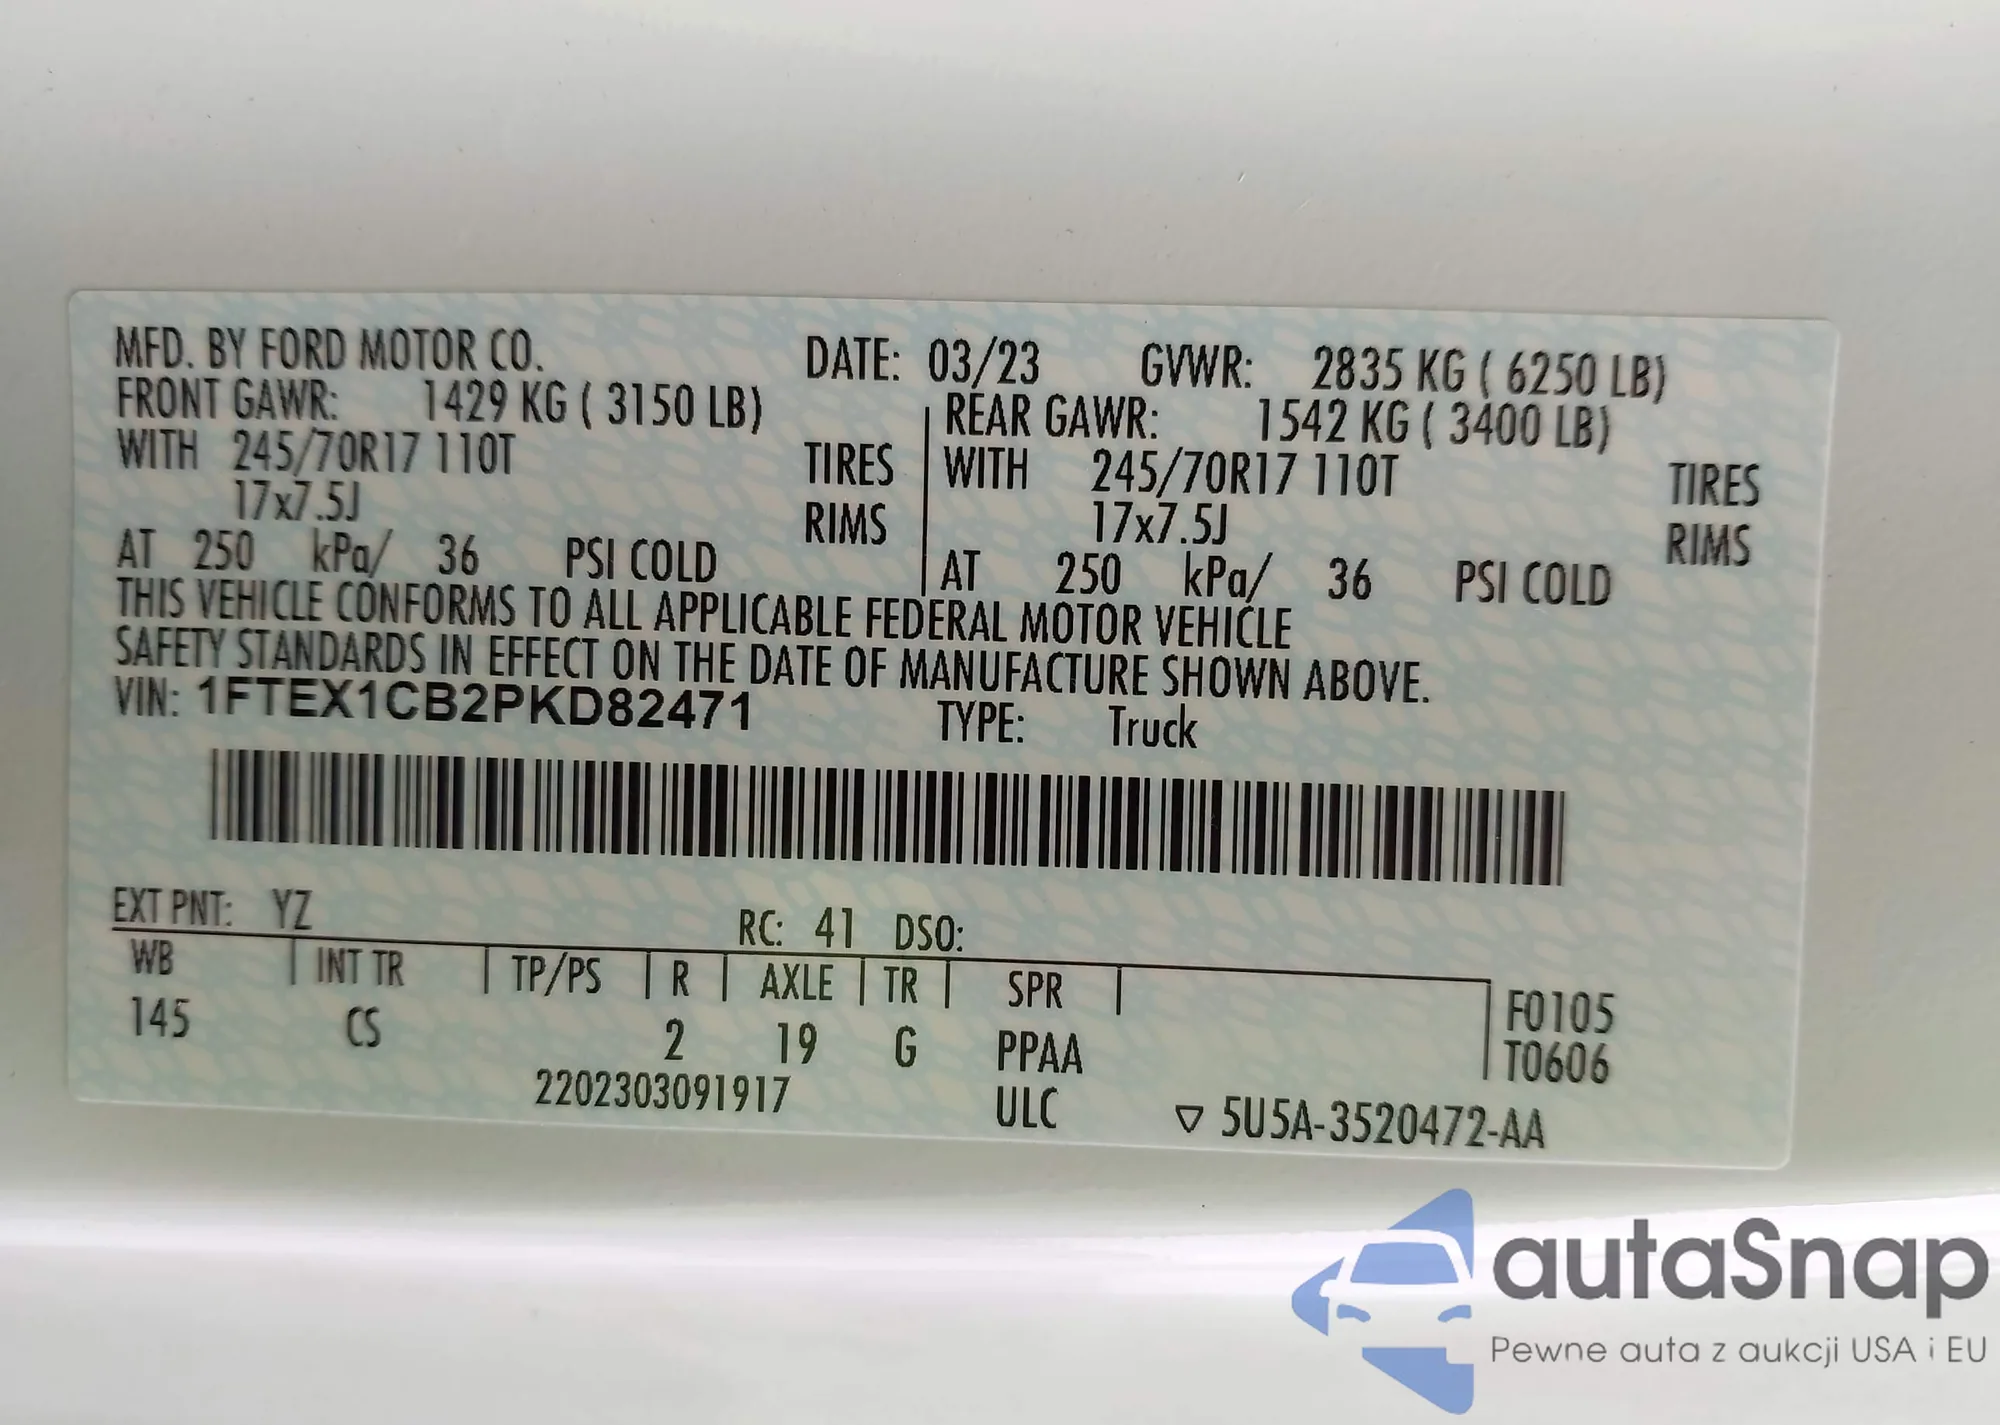 MFD. BY FORD MOTOR CO. DATE: 03/23 GVWR: 2835 KG ( 6250 LB)
FRONT GAWR: 1429 KG ( 3150 LB) REAR GAWR: 1542 KG ( 3400 LB)
WITH 245/70R17 110T TIRES WITH 245/70R17 110T TIRES
17x7.5J RIMS 17x7.5J RIMS
AT 250 kPa/ 36 PSI COLD AT 250 kPa/ 36 PSI COLD
THIS VEHICLE CONFORMS TO ALL APPLICABLE FEDERAL MOTOR VEHICLE
SAFETY STANDARDS IN EFFECT ON THE DATE OF MANUFACTURE SHOWN ABOVE.
VIN: 1FTEX1CB2PKD82471 TYPE: Truck
EXT PNT: YZ RC: 41 DSO:
WB INT TR TP/PS R AXLE TR SPR F0105
145 CS 2 19 G PPAA T0606
2202303091917 ULC ▽ 5U5A-3520472-AA
autaSnap
Pewne auta z aukcji USA i EU